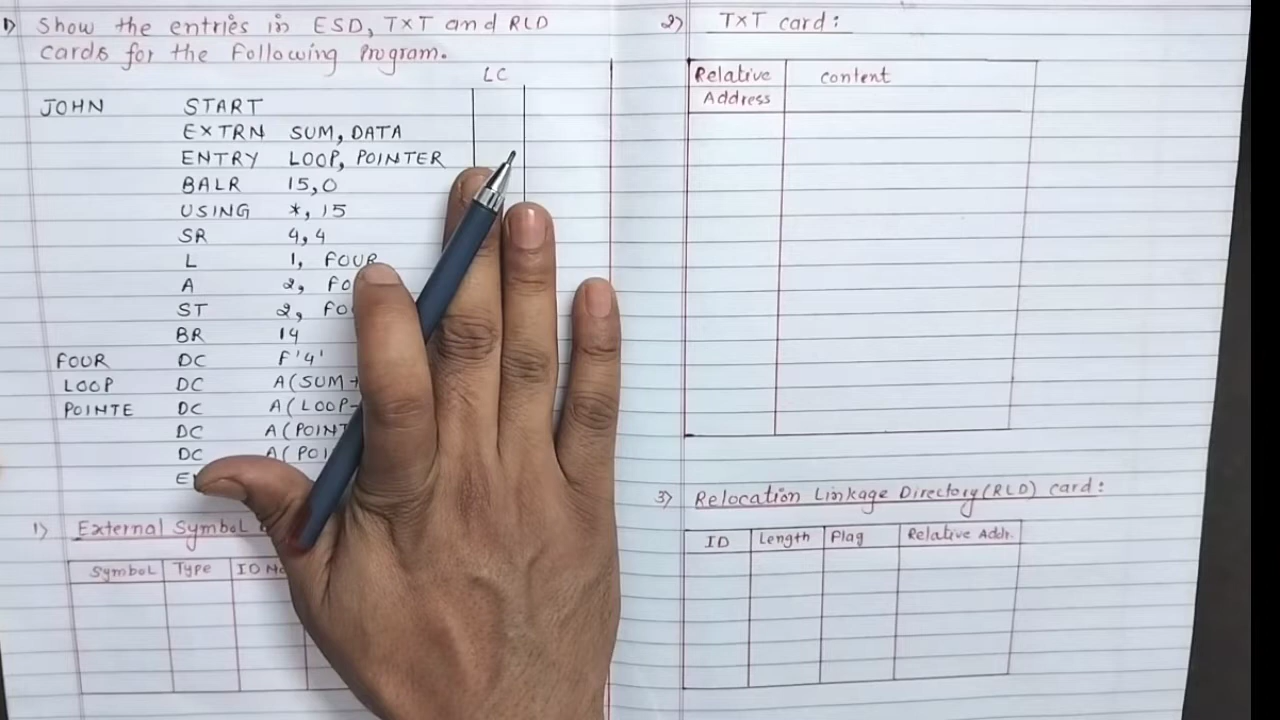 1) Show the entries in ESD, TXT and RLD
cards for the Following Program.
LC
JOHN START
EXTRN SUM, DATA
ENTRY LOOP, POINTER
BALR 15,0
USING *, 15
SR 4,4
L 1, FOUR
A 2, FO
ST 2, FO
BR 14
FOUR DC F'4'
LOOP DC A(SUM+
POINTE DC A(LOOP-
DC A(POINT
DC A(POI
1) External Symbol
Symbol Type ID No
2) TXT card:
Relative Address content
3) Relocation Linkage Directory(RLD) card:
ID Length Flag Relative Addr.